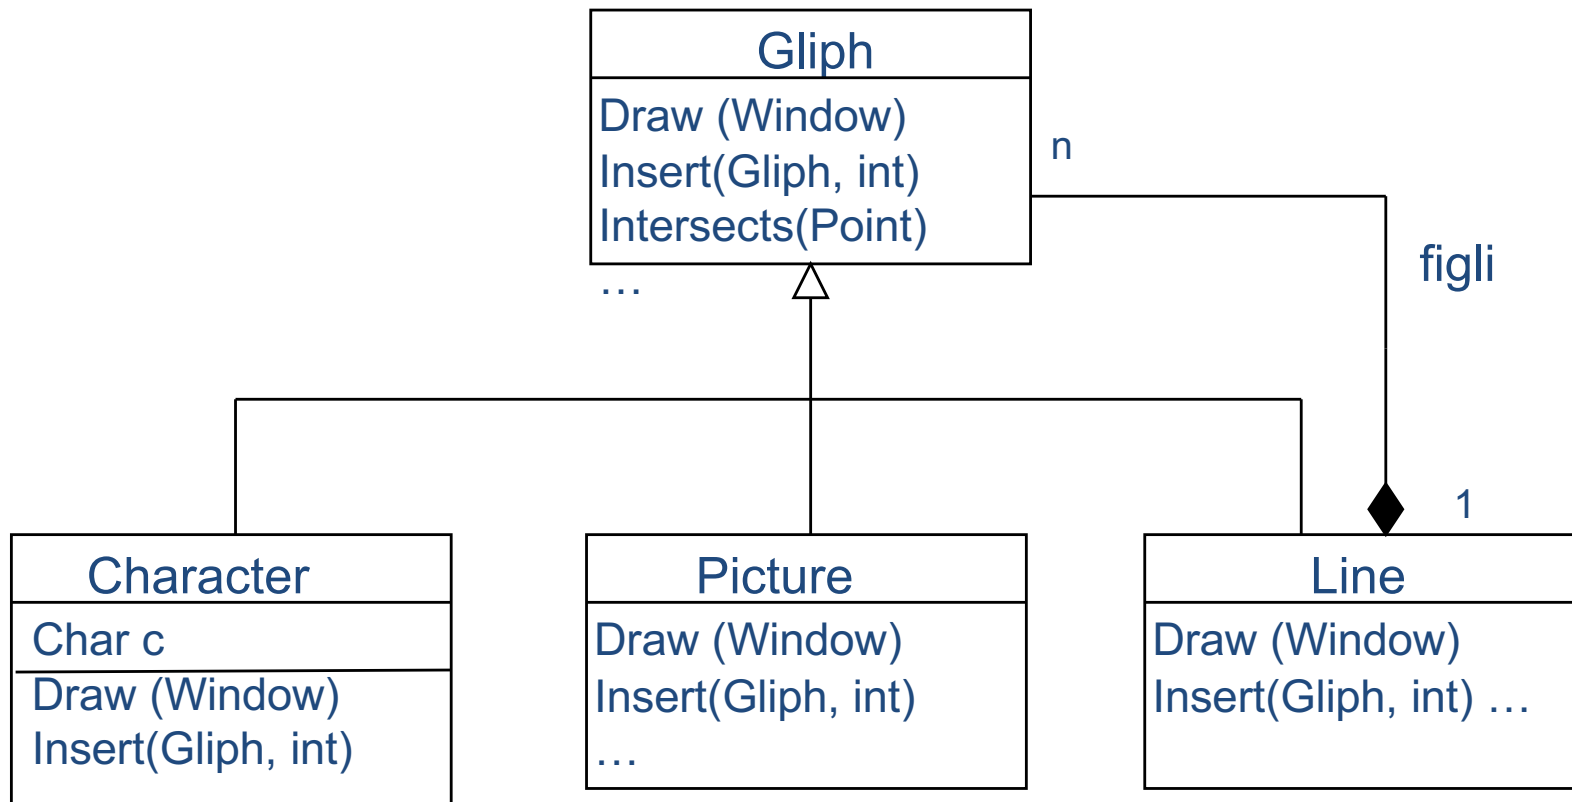 Gliph
Draw (Window)
Insert(Gliph, int)
Intersects(Point)
…
n
figli
1
Character
Char c
Draw (Window)
Insert(Gliph, int)
Picture
Draw (Window)
Insert(Gliph, int)
…
Line
Draw (Window)
Insert(Gliph, int) …